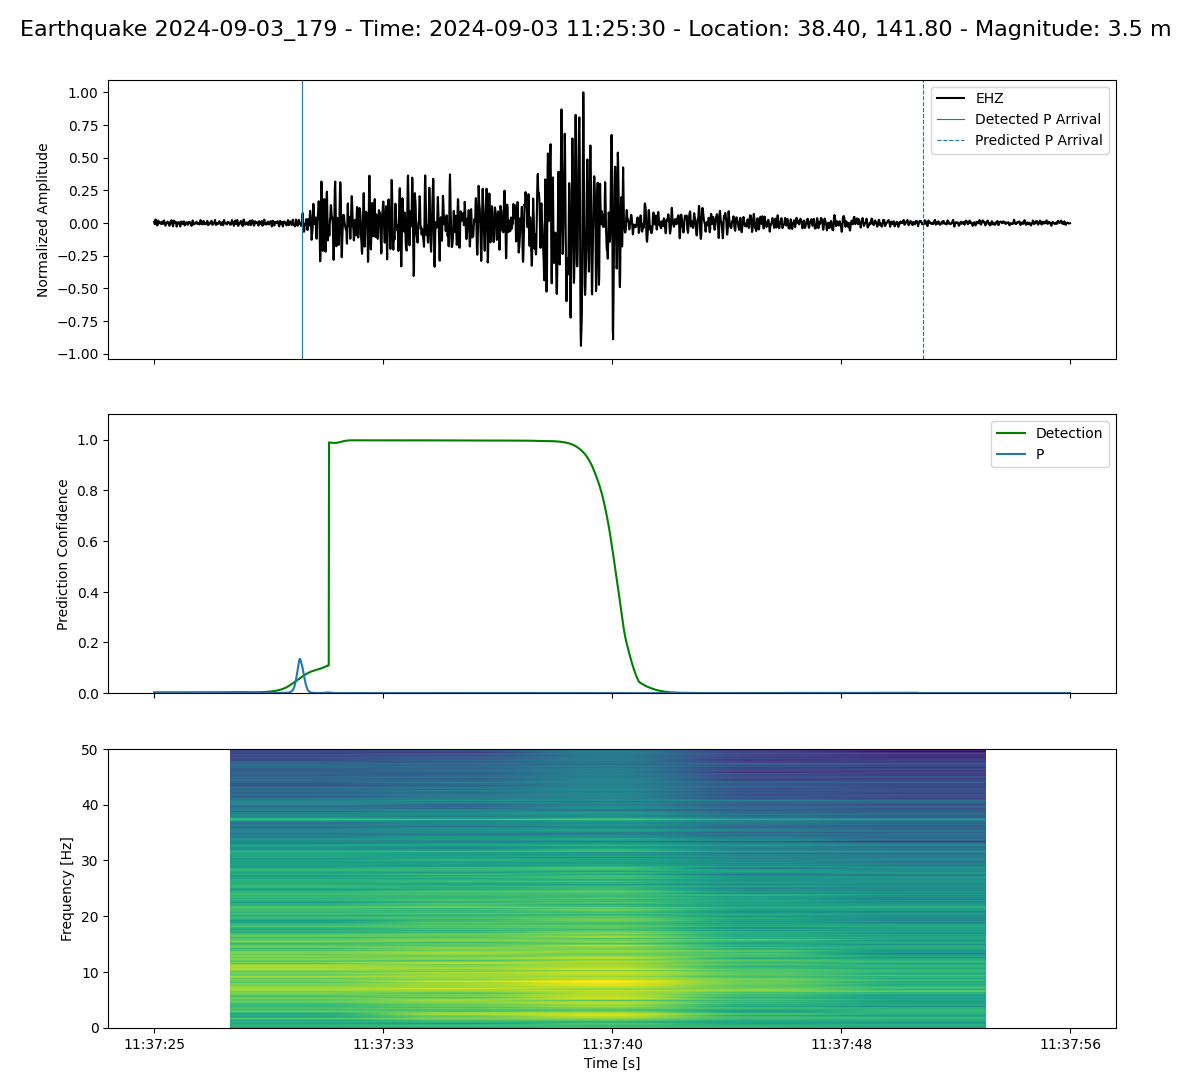 Earthquake 2024-09-03_179 - Time: 2024-09-03 11:25:30 - Location: 38.40, 141.80 - Magnitude: 3.5 m
1.00
0.75
0.50
0.25
0.00
−0.25
−0.50
−0.75
−1.00
Normalized Amplitude
EHZ
Detected P Arrival
Predicted P Arrival
1.0
0.8
0.6
0.4
0.2
0.0
Prediction Confidence
Detection
P
50
40
30
20
10
0
Frequency [Hz]
11:37:25 11:37:33 11:37:40 11:37:48 11:37:56
Time [s]